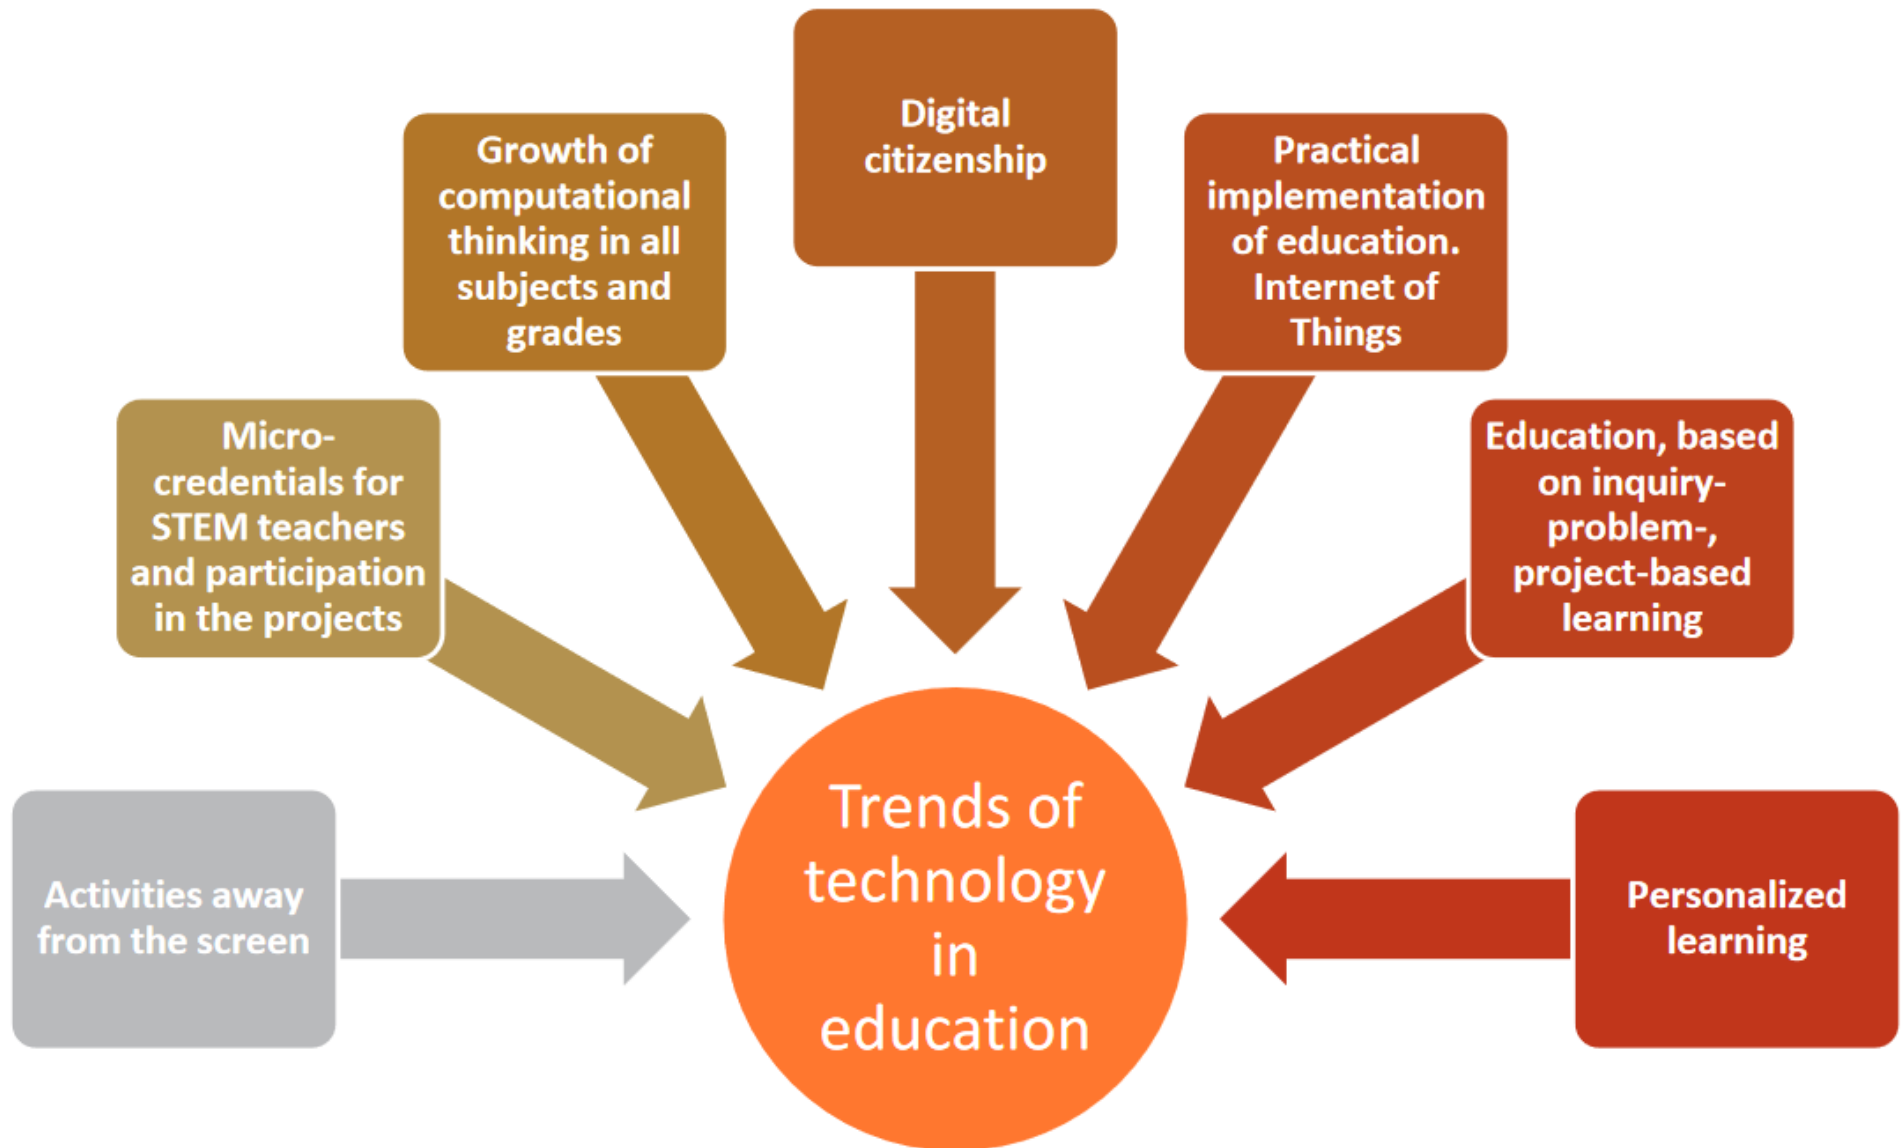 Digital
citizenship
Growth of
computational
thinking in all
subjects and
grades
Practical
implementation
of education.
Internet of
Things
Micro-
credentials for
STEM teachers
and participation
in the projects
Education, based
on inquiry-
problem-,
project-based
learning
Activities away
from the screen
Trends of
technology
in
education
Personalized
learning